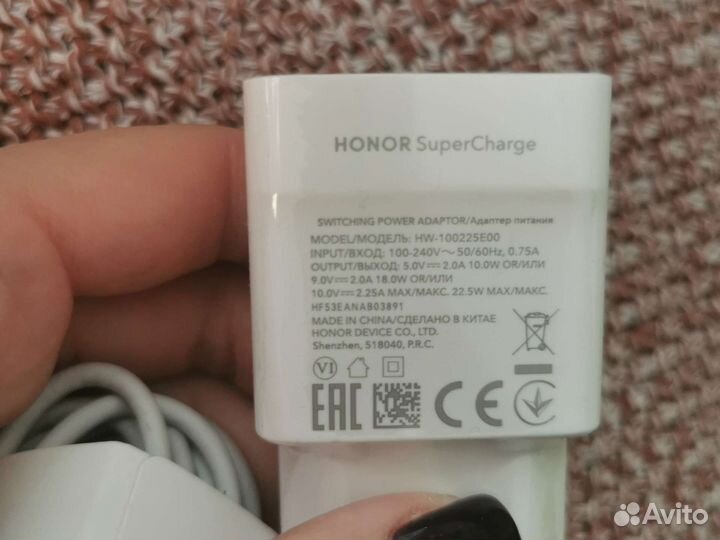 HONOR SuperCharge
SWITCHING POWER ADAPTOR/Адаптер питания
MODEL/МОДЕЛЬ: HW-100225E00
INPUT/ВХОД: 100-240V～50/60Hz, 0.75A
OUTPUT/ВЫХОД: 5.0V⎓2.0A 10.0W OR/ИЛИ
9.0V⎓2.0A 18.0W OR/ИЛИ
10.0V⎓2.25A MAX/МАКС. 22.5W MAX/МАКС.
HF53EANAB03891
MADE IN CHINA/СДЕЛАНО В КИТАЕ
HONOR DEVICE CO., LTD.
Shenzhen, 518040, P.R.C.
VI
EAC CE
Avito